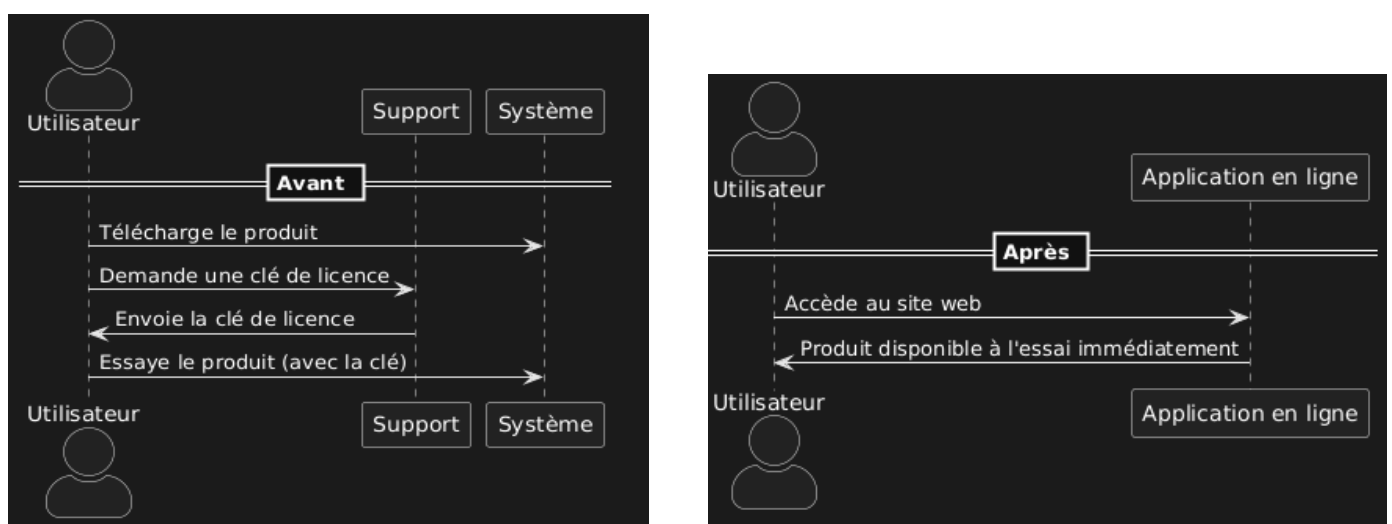 Utilisateur
Support
Système
Avant
Télécharge le produit
Demande une clé de licence
Envoie la clé de licence
Essaye le produit (avec la clé)
Utilisateur
Support
Système
Utilisateur
Application en ligne
Après
Accède au site web
Produit disponible à l'essai immédiatement
Utilisateur
Application en ligne